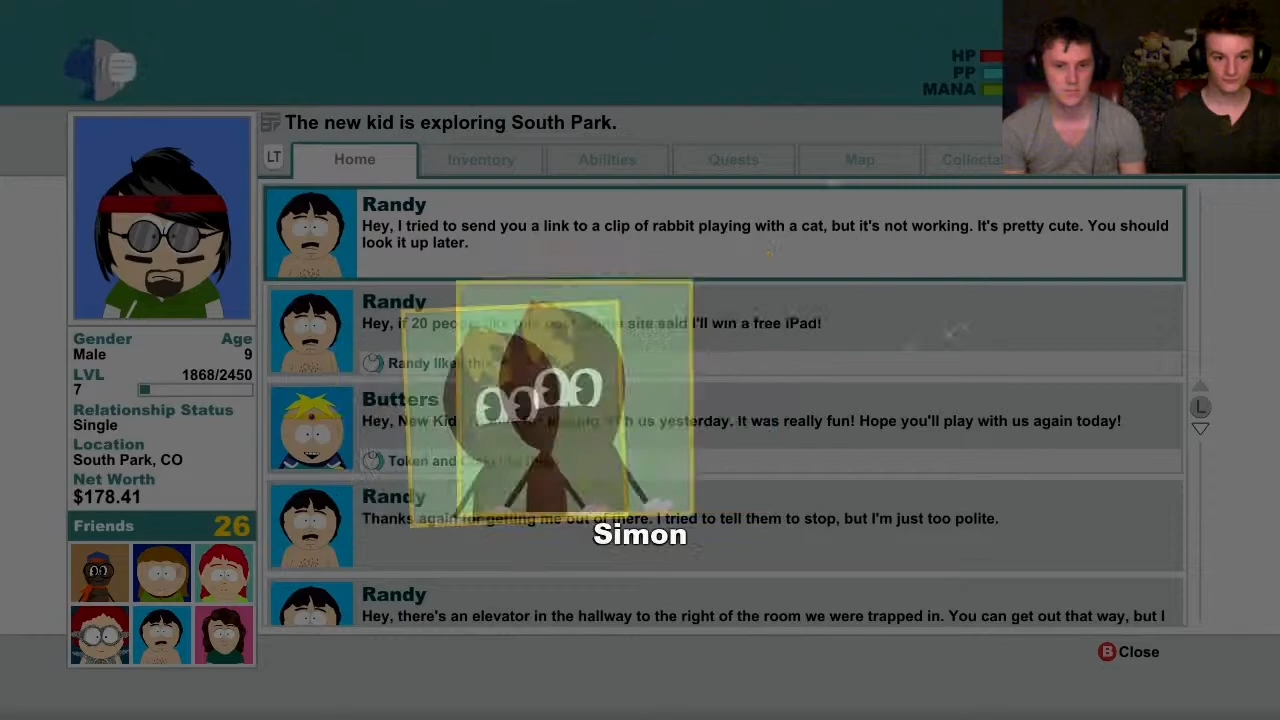 HP
PP
MANA
The new kid is exploring South Park.
LT
Home
Inventory
Abilities
Quests
Map
Randy
Hey, I tried to send you a link to a clip of rabbit playing with a cat, but it's not working. It's pretty cute. You should
look it up later.
Randy
Hey, if 20 people like this site said I'll win a free iPad!
Randy
Butters
Hey, New Kid us yesterday. It was really fun! Hope you'll play with us again today!
Token and
Randy
Thanks again for getting me out of there. I tried to tell them to stop, but I'm just too polite.
Randy
Hey, there's an elevator in the hallway to the right of the room we were trapped in. You can get out that way, but I
Gender Age
Male 9
LVL 1868/2450
7
Relationship Status
Single
Location
South Park, CO
Net Worth
$178.41
Friends 26
Simon
L
B Close